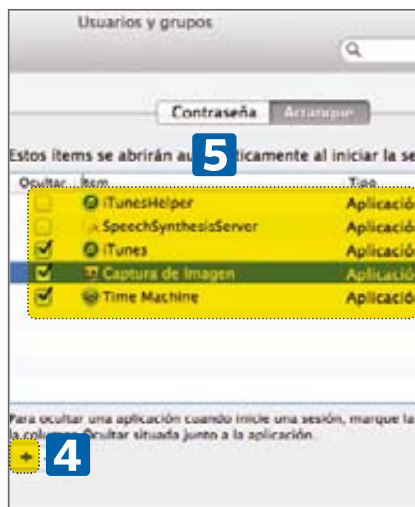 Usuarios y grupos
Contraseña Arranque
5
Estos ítems se abrirán au ticamente al iniciar la se
Ocultar Ítem Tipo
iTunesHelper Aplicació
SpeechSynthesisServer Aplicació
iTunes Aplicació
Captura de Imagen Aplicació
Time Machine Aplicació
Para ocultar una aplicación cuando inicie una sesión, marque la
la columna Ocultar situada junto a la aplicación.
+ 4